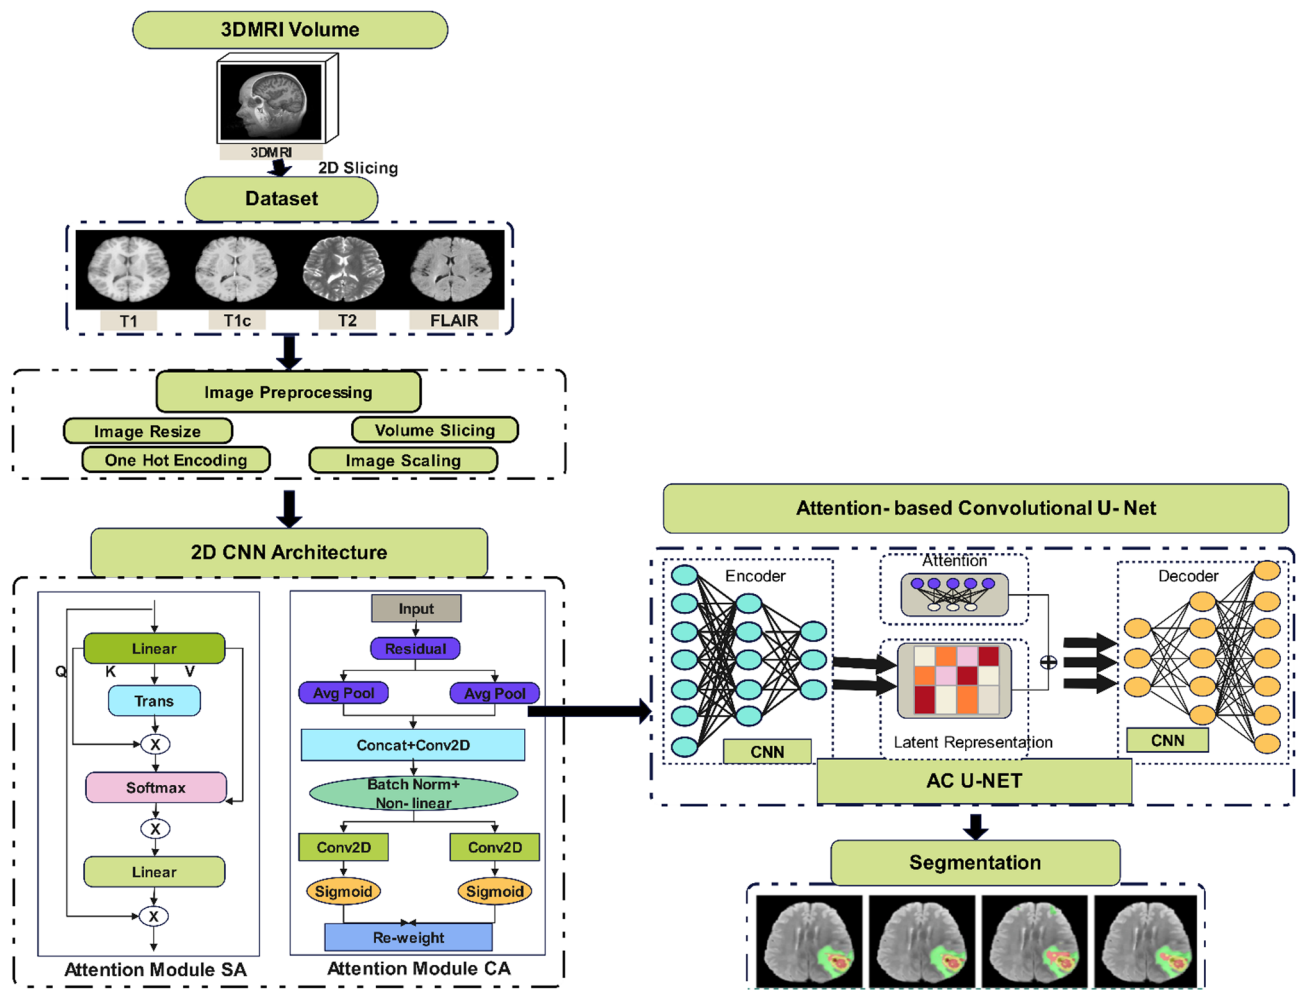 3DMRI Volume
3DMRI
2D Slicing
Dataset
T1
T1c
T2
FLAIR
Image Preprocessing
Image Resize
Volume Slicing
One Hot Encoding
Image Scaling
2D CNN Architecture
Linear
Q
K
V
Trans
X
Softmax
X
Linear
X
Attention Module SA
Input
Residual
Avg Pool
Avg Pool
Concat+Conv2D
Batch Norm+
Non- linear
Conv2D
Conv2D
Sigmoid
Sigmoid
Re-weight
Attention Module CA
Attention- based Convolutional U- Net
Encoder
CNN
Attention
Latent Representation
Decoder
CNN
AC U-NET
Segmentation